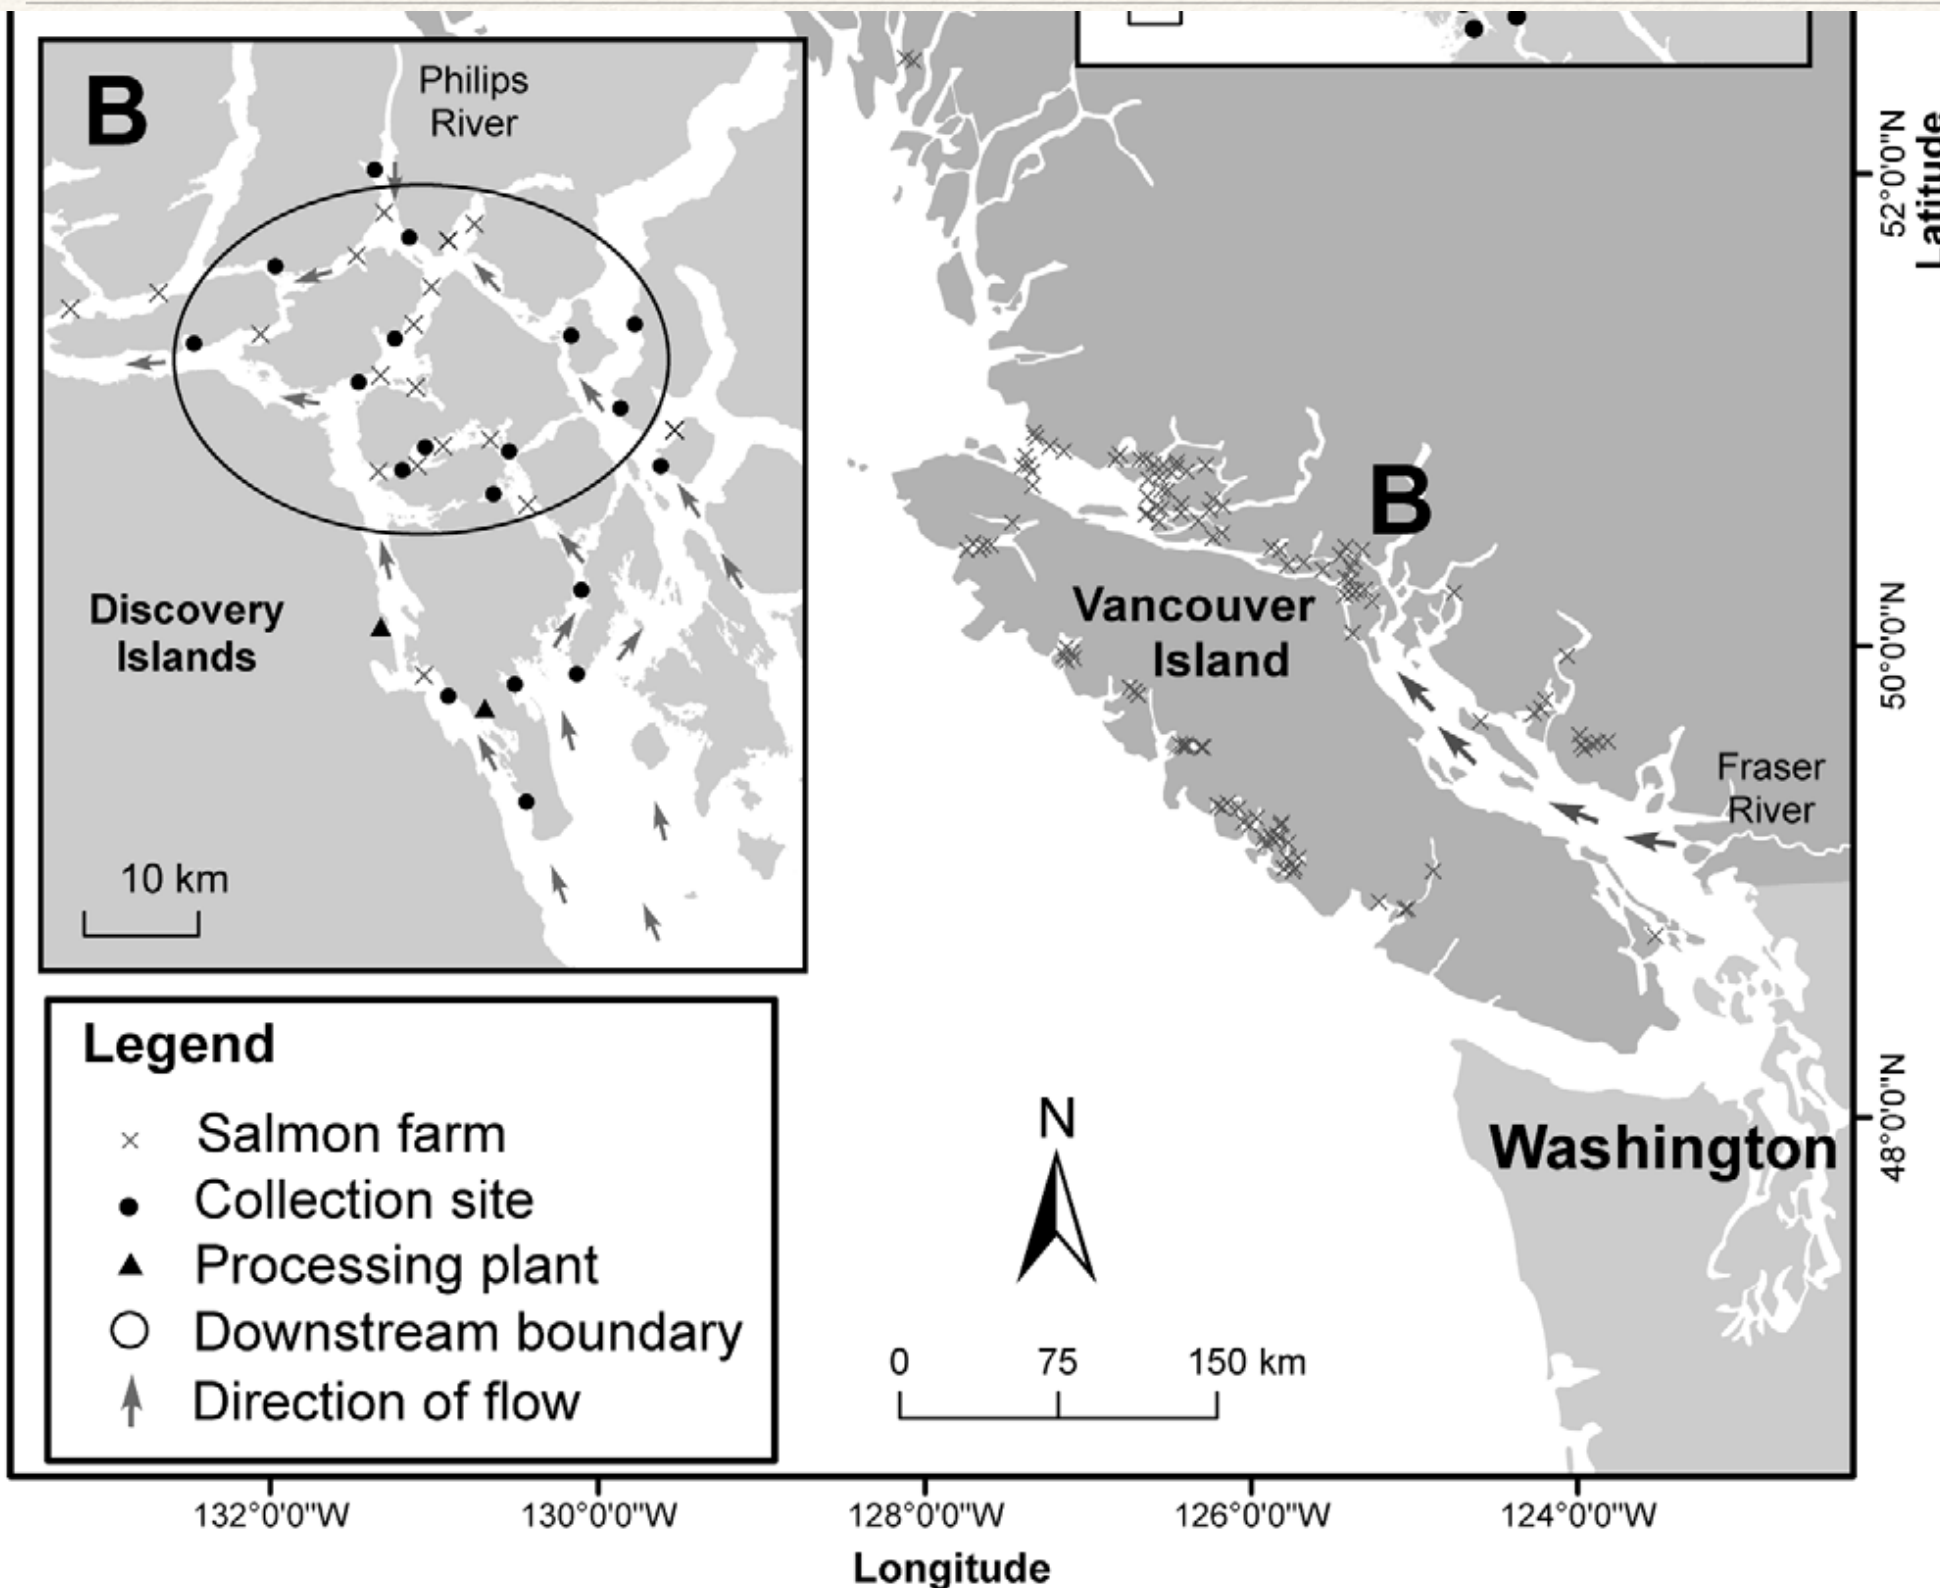 B
Philips
River
Discovery
Islands
10 km
B
Vancouver
Island
Fraser
River
Washington
Legend
Salmon farm
Collection site
Processing plant
Downstream boundary
Direction of flow
N
0 75 150 km
52°0'0"N
50°0'0"N
48°0'0"N
Latitude
132°0'0"W 130°0'0"W 128°0'0"W 126°0'0"W 124°0'0"W
Longitude